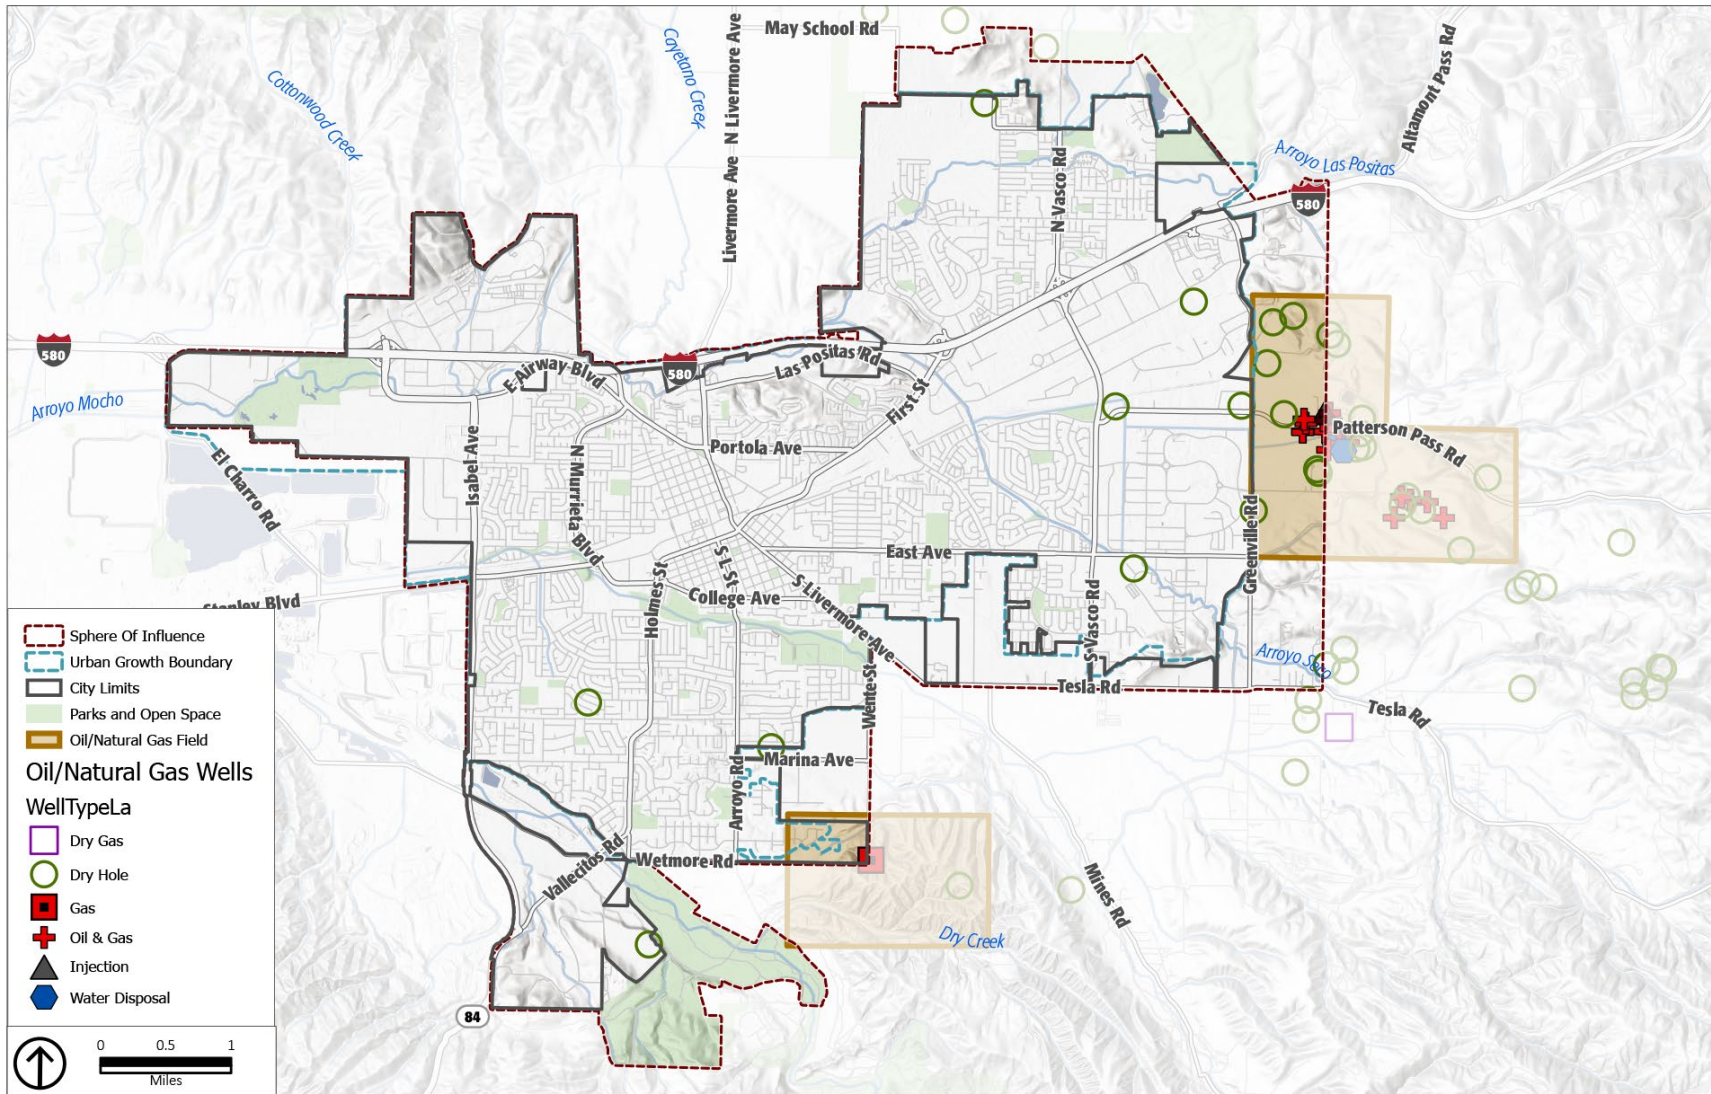 May School Rd
N Livermore Ave
Cayetano Creek
Cottonwood Creek
Altamont Pass Rd
Arroyo Las Positas
580
Livermore Ave
N Vasco Rd
580
580
Las Positas Rd
E Airway Blvd
First St
Arroyo Mocho
Portola Ave
Patterson Pass Rd
Isabel Ave
El Charro Rd
N Murrieta Blvd
Greenville Rd
East Ave
S L St
Holmes St
College Ave
S Livermore Ave
S Vasco Rd
Stanley Blvd
Arroyo Seco
Wente St
Tesla Rd
Tesla Rd
Marina Ave
Arroyo Rd
Wetmore Rd
Vallecitos Rd
Mines Rd
Dry Creek
84
Sphere Of Influence
Urban Growth Boundary
City Limits
Parks and Open Space
Oil/Natural Gas Field
Oil/Natural Gas Wells
WellTypeLa
Dry Gas
Dry Hole
Gas
Oil & Gas
Injection
Water Disposal
0 0.5 1
Miles